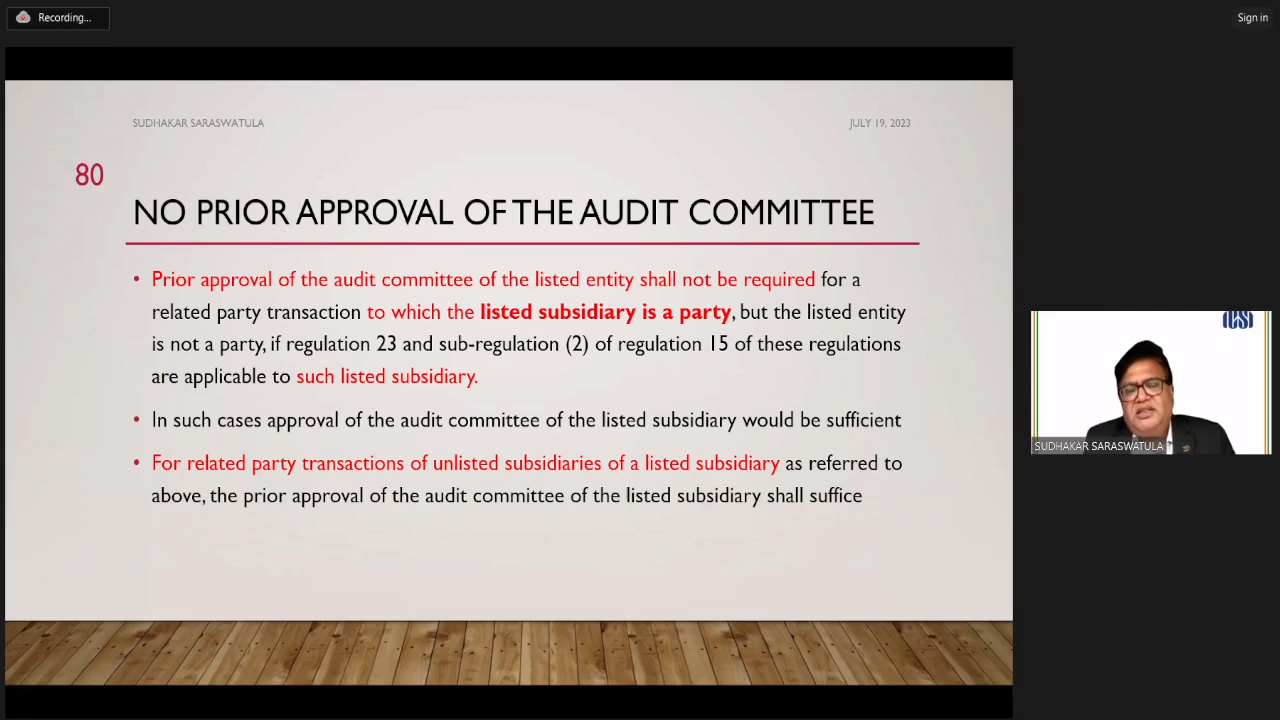 Recording...
Sign in
SUDHAKAR SARASWATULA
JULY 19, 2023
80
NO PRIOR APPROVAL OF THE AUDIT COMMITTEE
• Prior approval of the audit committee of the listed entity shall not be required for a
related party transaction to which the listed subsidiary is a party, but the listed entity
is not a party, if regulation 23 and sub-regulation (2) of regulation 15 of these regulations
are applicable to such listed subsidiary.
• In such cases approval of the audit committee of the listed subsidiary would be sufficient
• For related party transactions of unlisted subsidiaries of a listed subsidiary as referred to
above, the prior approval of the audit committee of the listed subsidiary shall suffice
ICSI
SUDHAKAR SARASWATULA